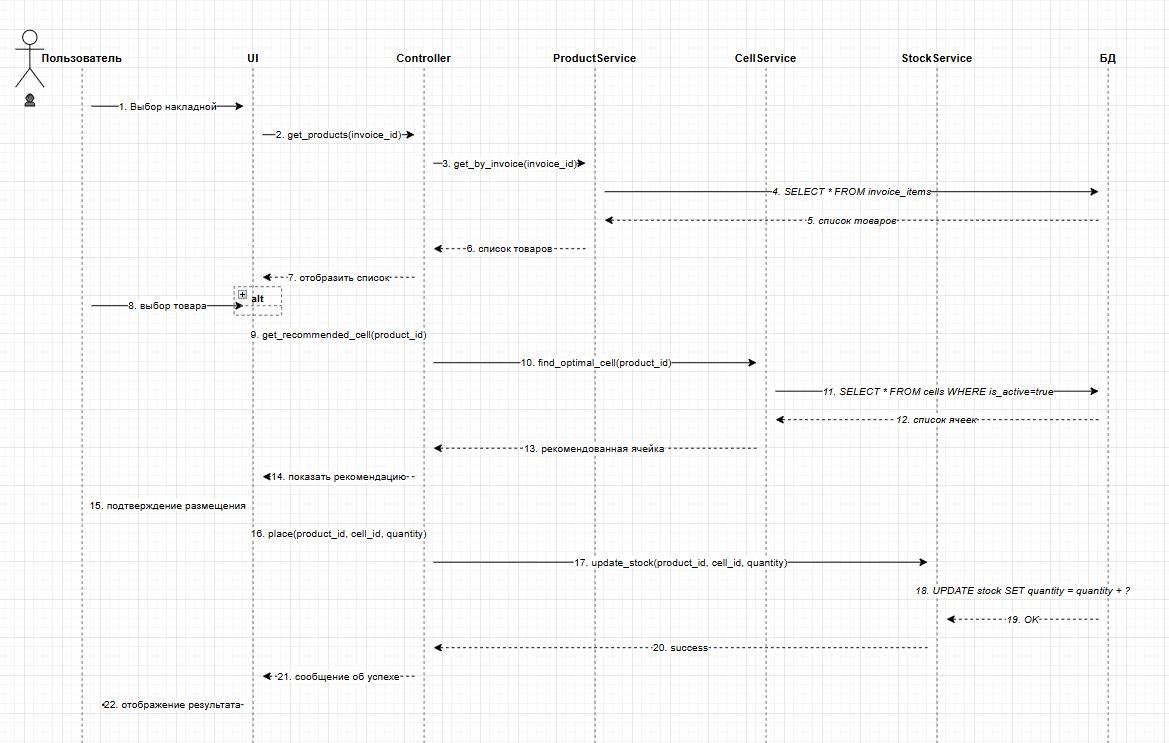 Пользователь
UI
Controller
ProductService
CellService
StockService
БД
1. Выбор накладной
2. get_products(invoice_id)
3. get_by_invoice(invoice_id)
4. SELECT * FROM invoice_items
5. список товаров
6. список товаров
7. отобразить список
alt
8. выбор товара
9. get_recommended_cell(product_id)
10. find_optimal_cell(product_id)
11. SELECT * FROM cells WHERE is_active=true
12. список ячеек
13. рекомендованная ячейка
14. показать рекомендацию
15. подтверждение размещения
16. place(product_id, cell_id, quantity)
17. update_stock(product_id, cell_id, quantity)
18. UPDATE stock SET quantity = quantity + ?
19. OK
20. success
21. сообщение об успехе
22. отображение результата